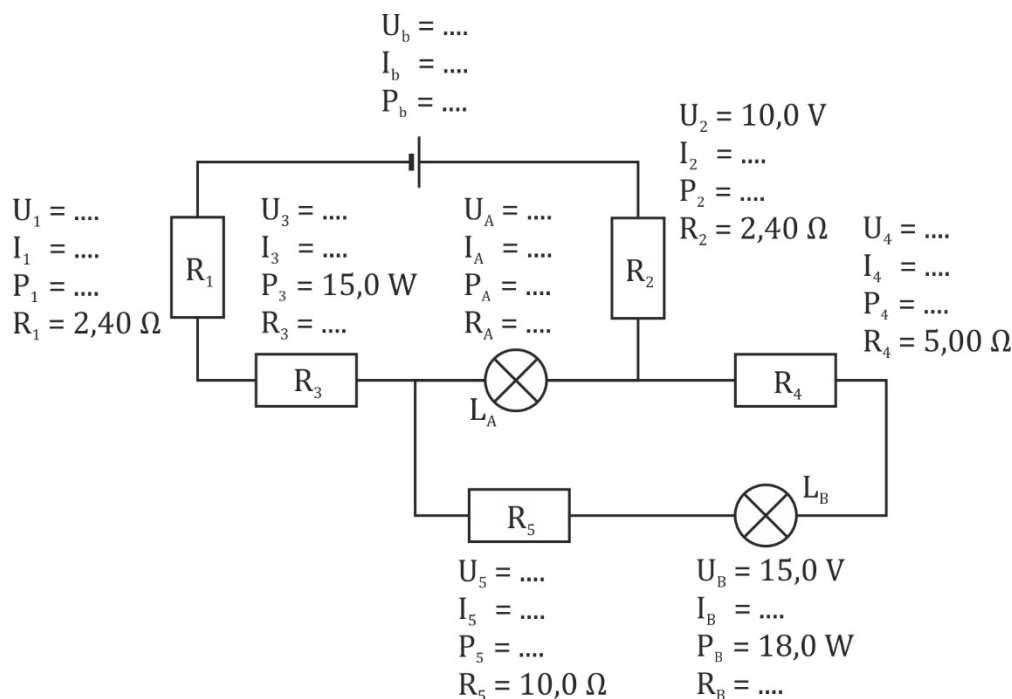 U_b = ....
I_b = ....
P_b = ....
U_2 = 10,0 V
I_2 = ....
P_2 = ....
R_2 = 2,40 Ω
U_1 = ....
I_1 = ....
P_1 = ....
R_1 = 2,40 Ω
R_1
U_3 = ....
I_3 = ....
P_3 = 15,0 W
R_3 = ....
U_A = ....
I_A = ....
P_A = ....
R_A = ....
R_2
U_4 = ....
I_4 = ....
P_4 = ....
R_4 = 5,00 Ω
R_3
L_A
R_4
R_5
L_B
U_5 = ....
I_5 = ....
P_5 = ....
R_5 = 10,0 Ω
U_B = 15,0 V
I_B = ....
P_B = 18,0 W
R_B = ....